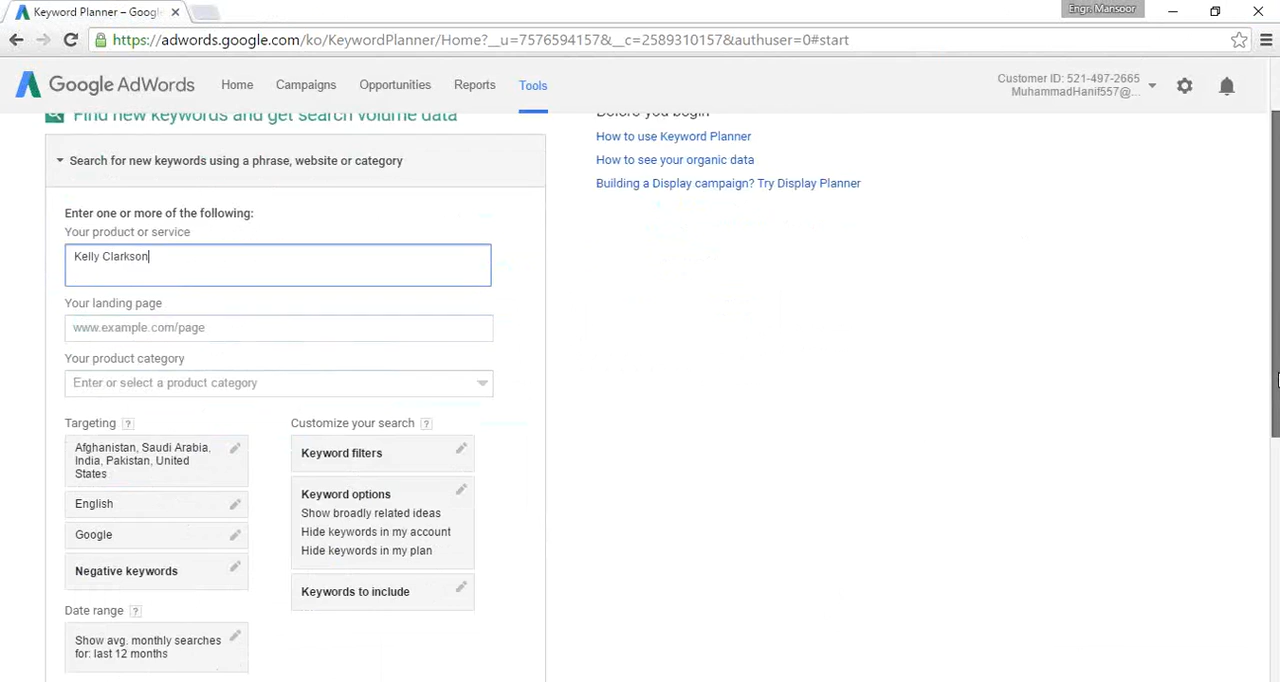 Keyword Planner – Googl
Engr. Mansoor
https://adwords.google.com/ko/KeywordPlanner/Home?__u=7576594157&__c=2589310157&authuser=0#start
Google AdWords
Home
Campaigns
Opportunities
Reports
Tools
Customer ID: 521-497-2665
MuhammadHanif557@...
Find new keywords and get search volume data
Before you begin
Search for new keywords using a phrase, website or category
How to use Keyword Planner
How to see your organic data
Building a Display campaign? Try Display Planner
Enter one or more of the following:
Your product or service
Kelly Clarkson
Your landing page
www.example.com/page
Your product category
Enter or select a product category
Targeting ?
Afghanistan, Saudi Arabia,
India, Pakistan, United
States
English
Google
Negative keywords
Date range ?
Show avg. monthly searches
for: last 12 months
Customize your search ?
Keyword filters
Keyword options
Show broadly related ideas
Hide keywords in my account
Hide keywords in my plan
Keywords to include